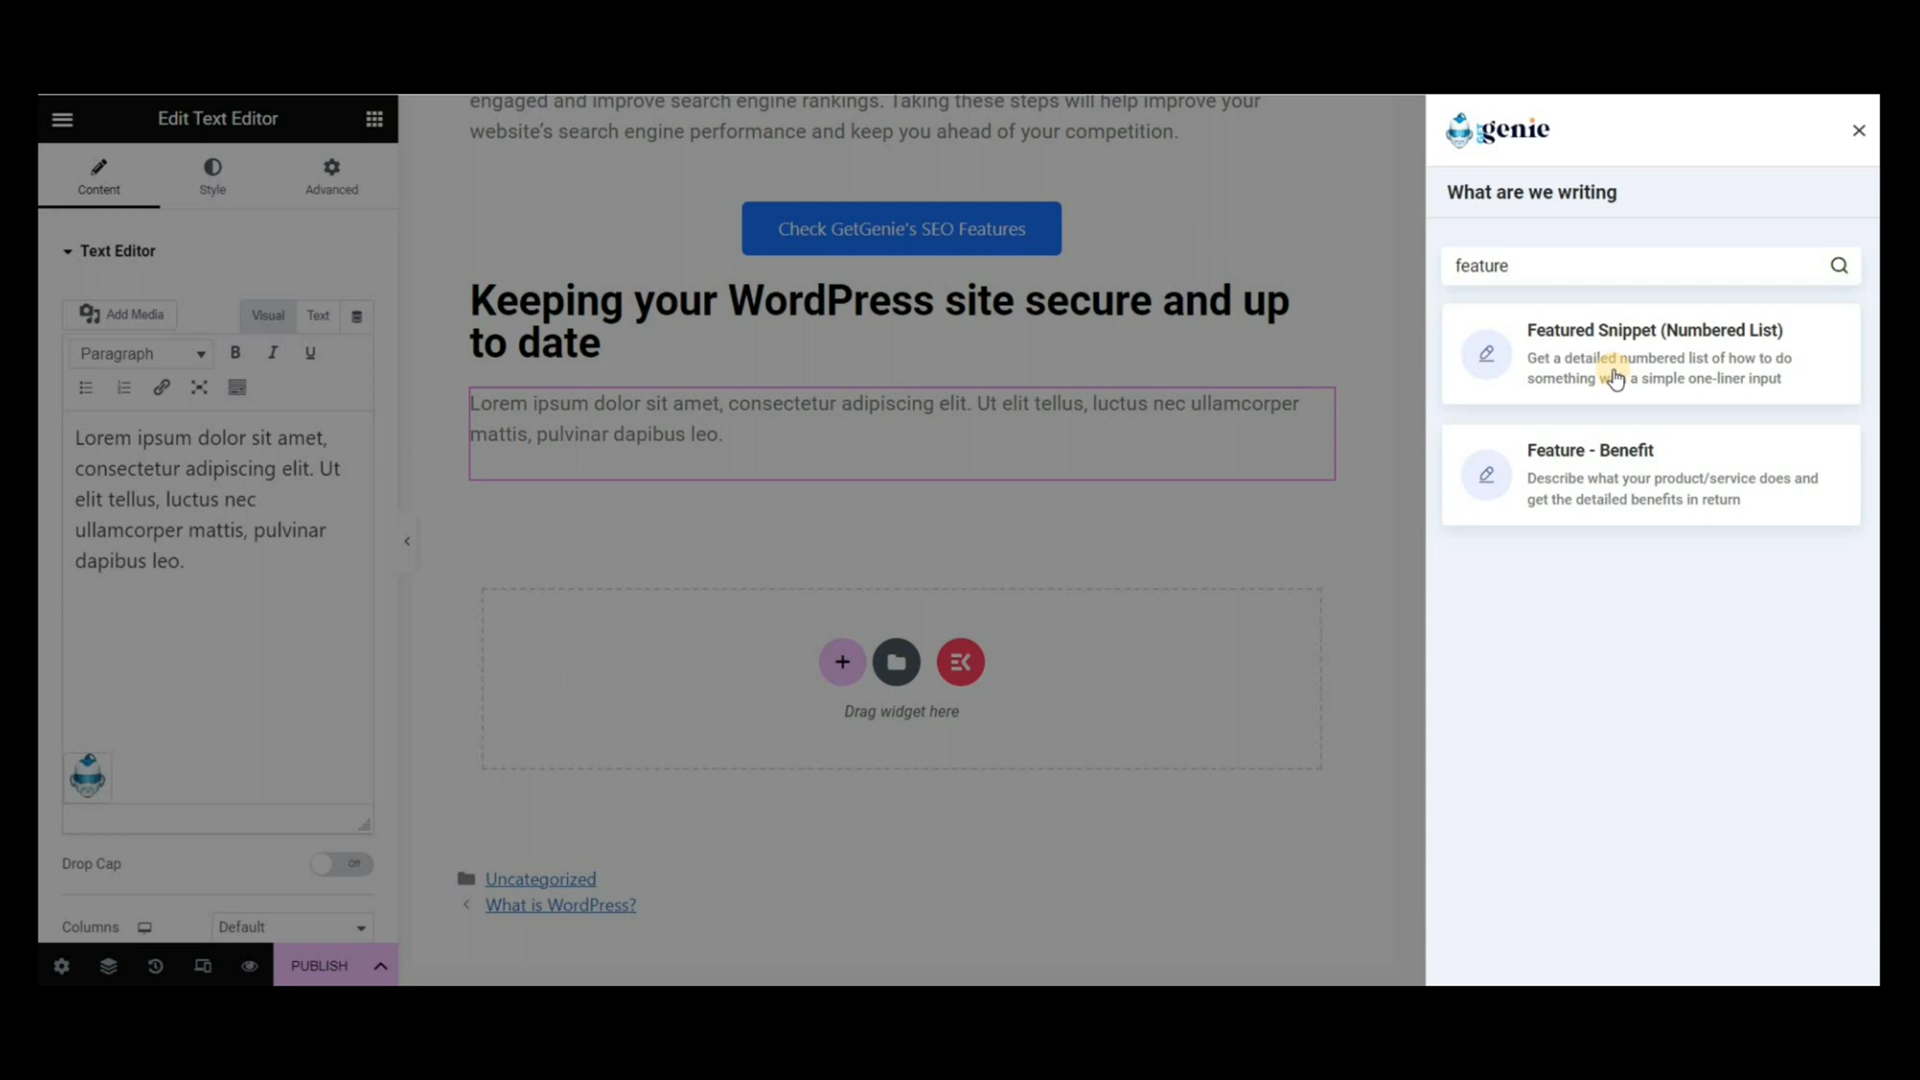 Edit Text Editor
Content
Style
Advanced
Text Editor
Add Media
Visual
Text
Paragraph
B
I
U
Lorem ipsum dolor sit amet,
consectetur adipiscing elit. Ut
elit tellus, luctus nec
ullamcorper mattis, pulvinar
dapibus leo.
Drop Cap
Off
Columns
Default
PUBLISH
engaged and improve search engine rankings. Taking these steps will help improve your
website's search engine performance and keep you ahead of your competition.
Check GetGenie's SEO Features
Keeping your WordPress site secure and up
to date
Lorem ipsum dolor sit amet, consectetur adipiscing elit. Ut elit tellus, luctus nec ullamcorper
mattis, pulvinar dapibus leo.
Drag widget here
Uncategorized
What is WordPress?
GET genie
What are we writing
feature
Featured Snippet (Numbered List)
Get a detailed numbered list of how to do
something a simple one-liner input
Feature - Benefit
Describe what your product/service does and
get the detailed benefits in return